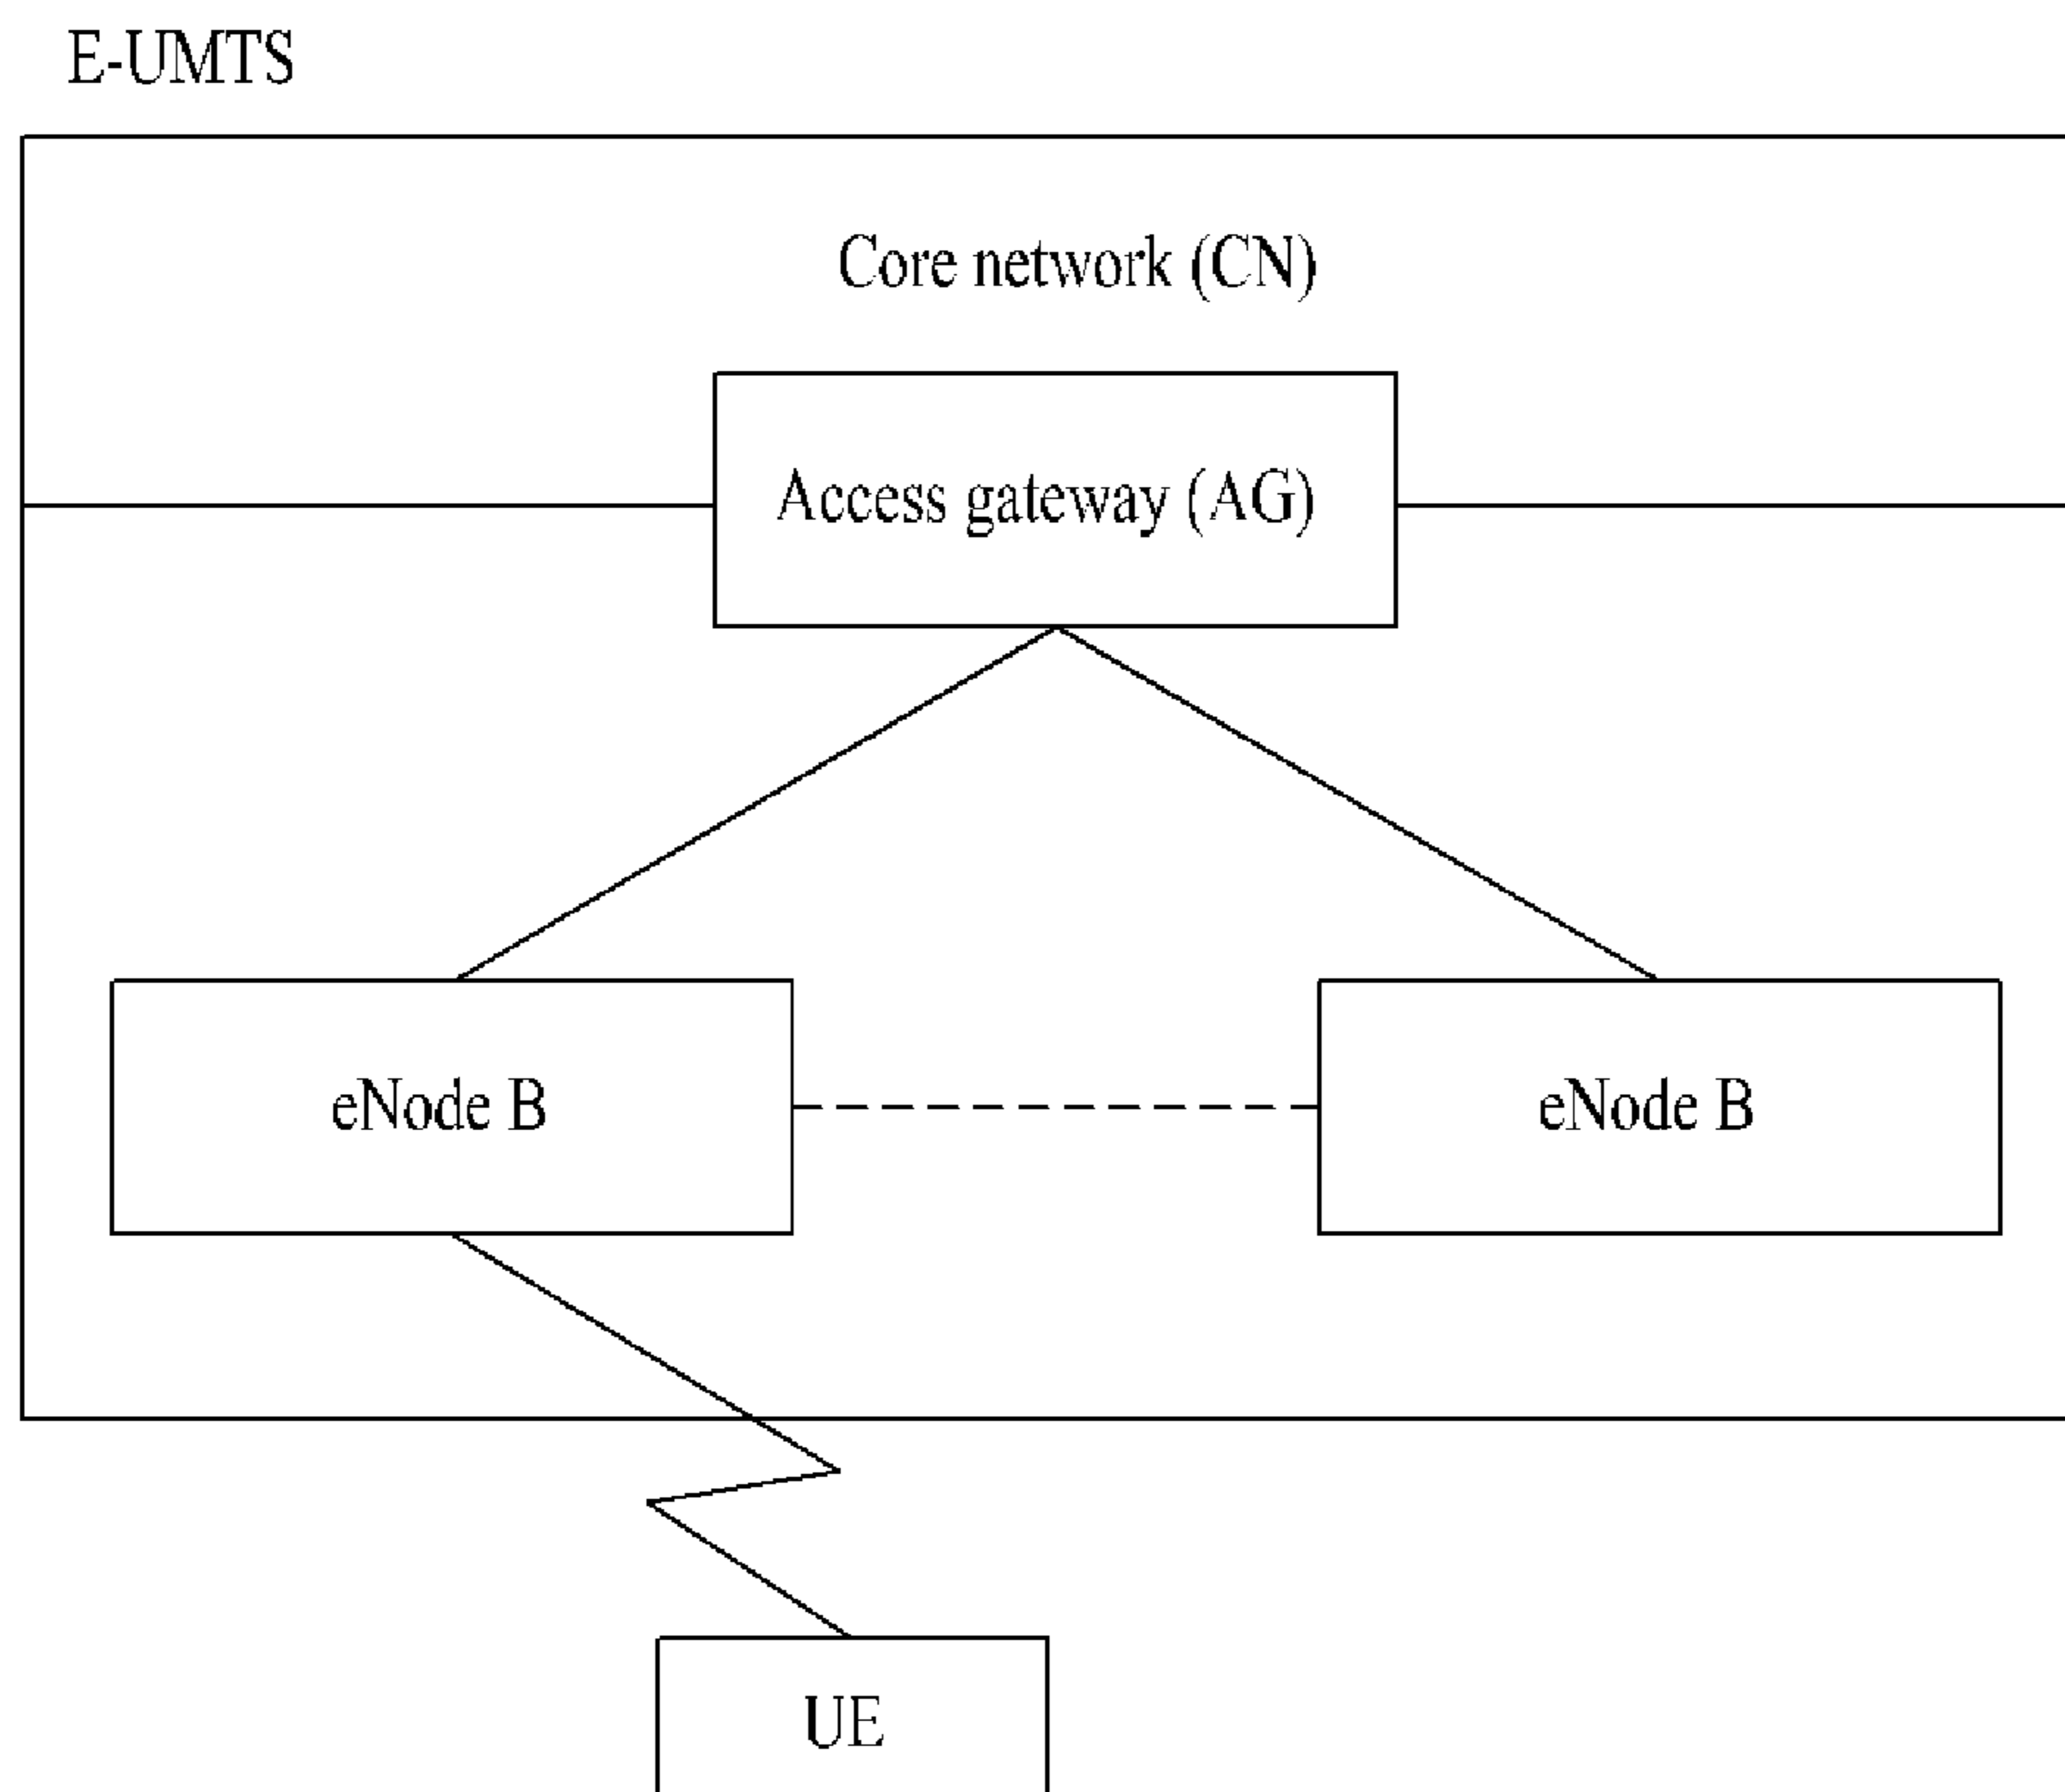 E-UMTS
Core network (CN)
Access gateway (AG)
eNode B
eNode B
UE